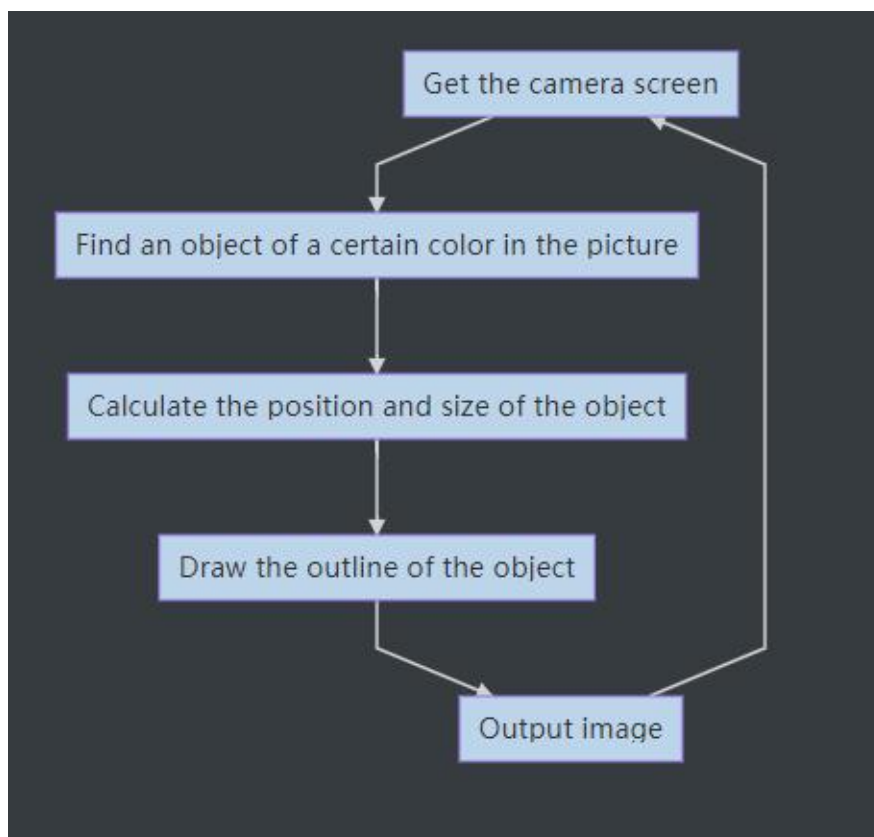 Get the camera screen
Find an object of a certain color in the picture
Calculate the position and size of the object
Draw the outline of the object
Output image